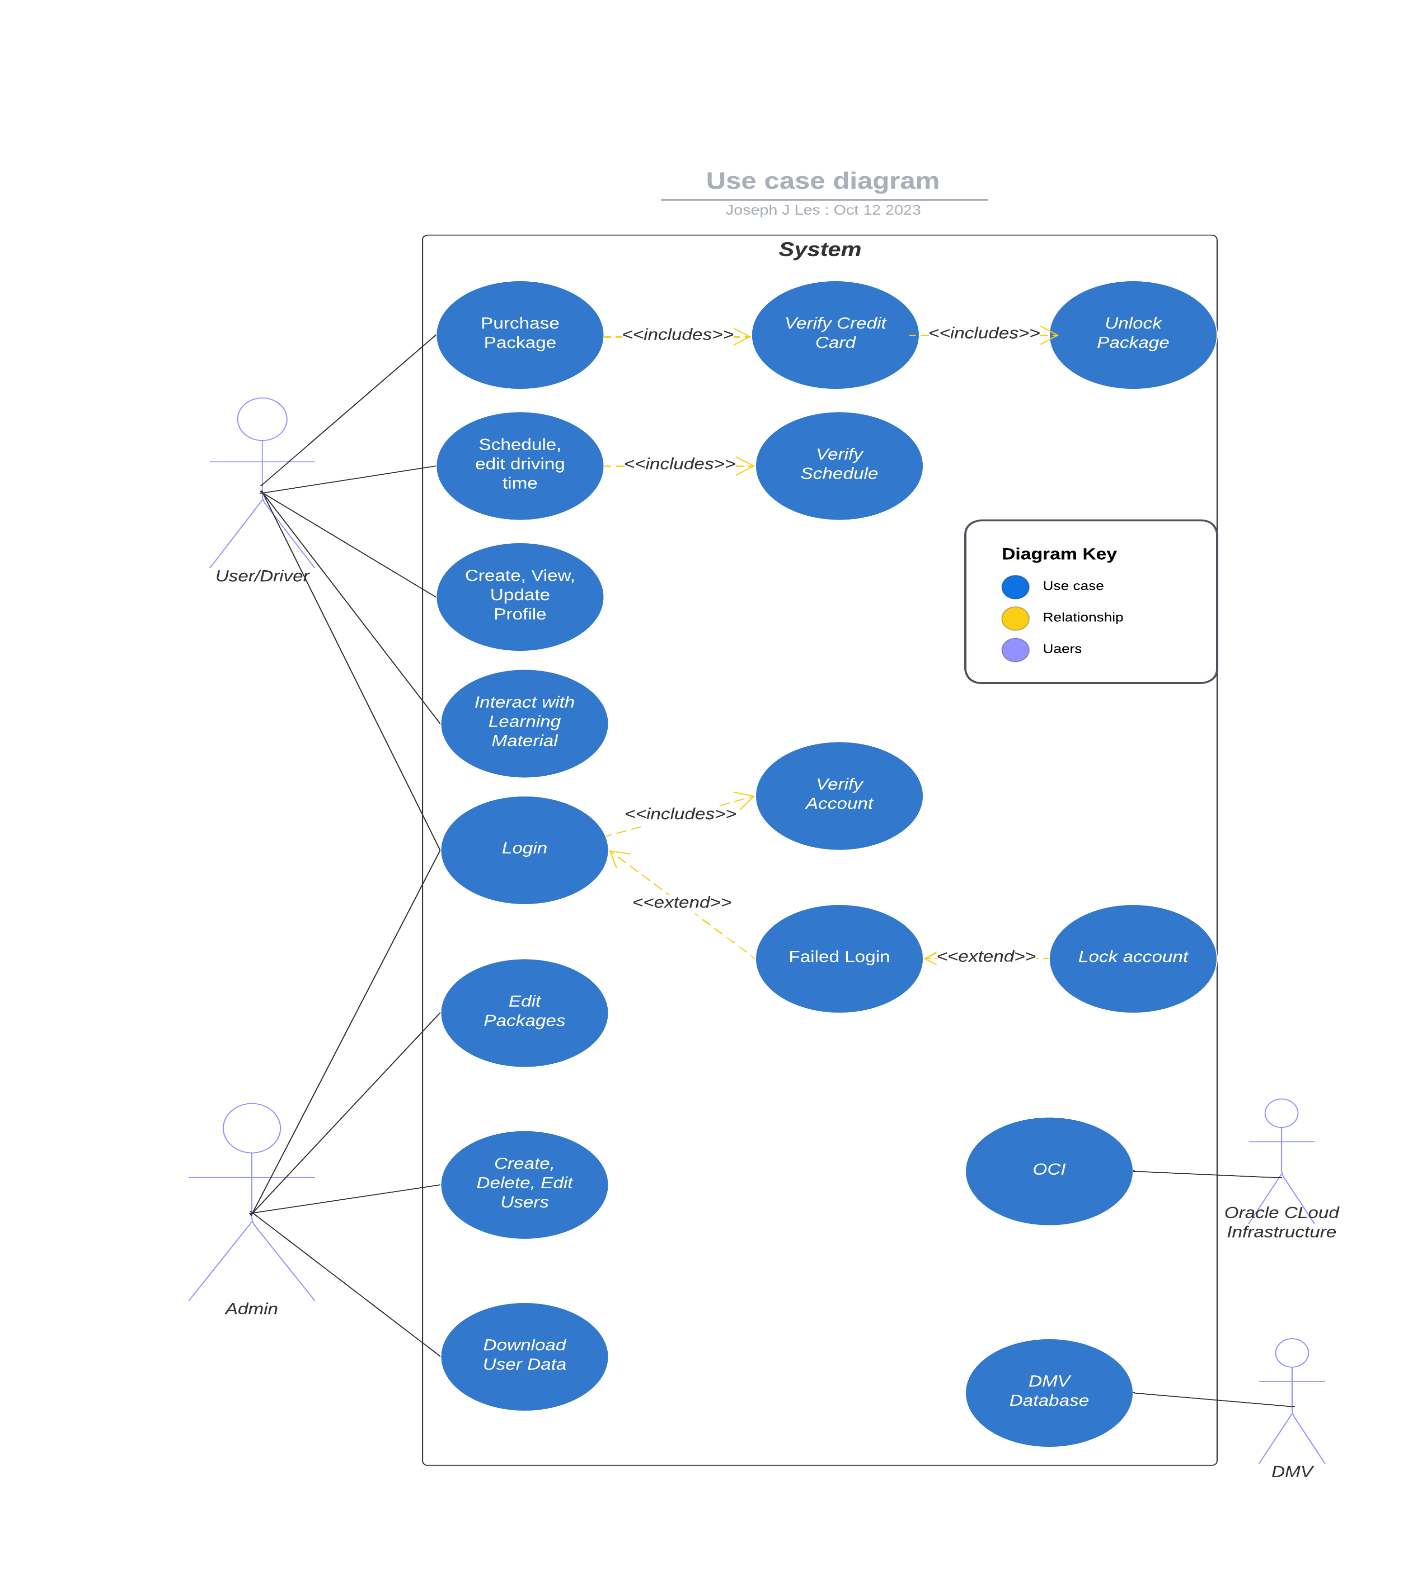 Use case diagram
Joseph J Les : Oct 12 2023
System
Purchase
Package
<<includes>>
Verify Credit
Card
<<includes>>
Unlock
Package
Schedule,
edit driving
time
<<includes>>
Verify
Schedule
User/Driver
Create, View,
Update
Profile
Diagram Key
Use case
Relationship
Uaers
Interact with
Learning
Material
Login
<<includes>>
Verify
Account
<<extend>>
Failed Login
<<extend>>
Lock account
Edit
Packages
Create,
Delete, Edit
Users
Admin
OCI
Oracle CLoud
Infrastructure
Download
User Data
DMV
Database
DMV